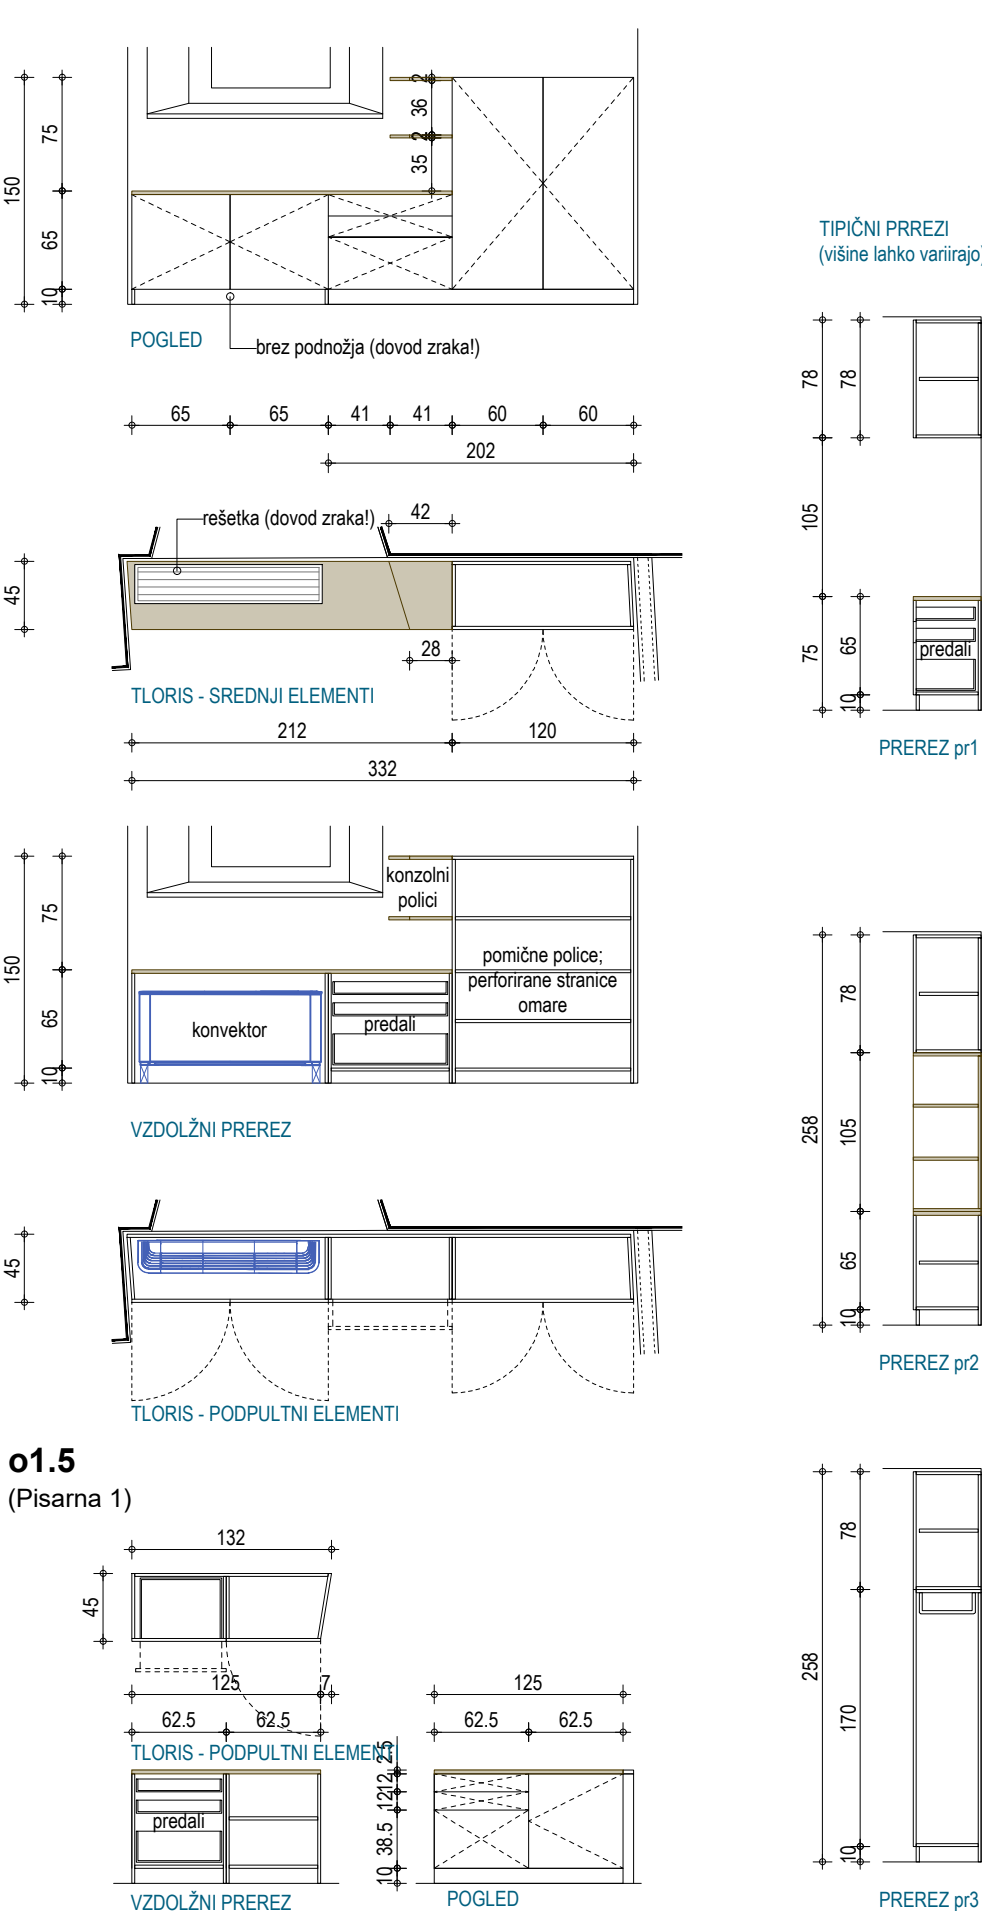 2
36
2
35
75
65
10
150
POGLED
brez podnožja (dovod zraka!)
65 65 41 41 60 60
202
rešetka (dovod zraka!)
42
45
28
TLORIS - SREDNJI ELEMENTI
212 120
332
konzolni
polici
pomične police;
perforirane stranice
omare
konvektor
predali
75
65
10
150
VZDOLŽNI PREREZ
45
TLORIS - PODPULTNI ELEMENTI
o1.5
(Pisarna 1)
132
45
125 7
62.5 62.5
TLORIS - PODPULTNI ELEMENTI
predali
VZDOLŽNI PREREZ
125
62.5 62.5
2.5
12
12
38.5
10
POGLED
TIPIČNI PRREZI
(višine lahko variirajo)
78 78
105
75
65
10
predali
PREREZ pr1
78
105
65
10
258
PREREZ pr2
78
170
10
258
PREREZ pr3